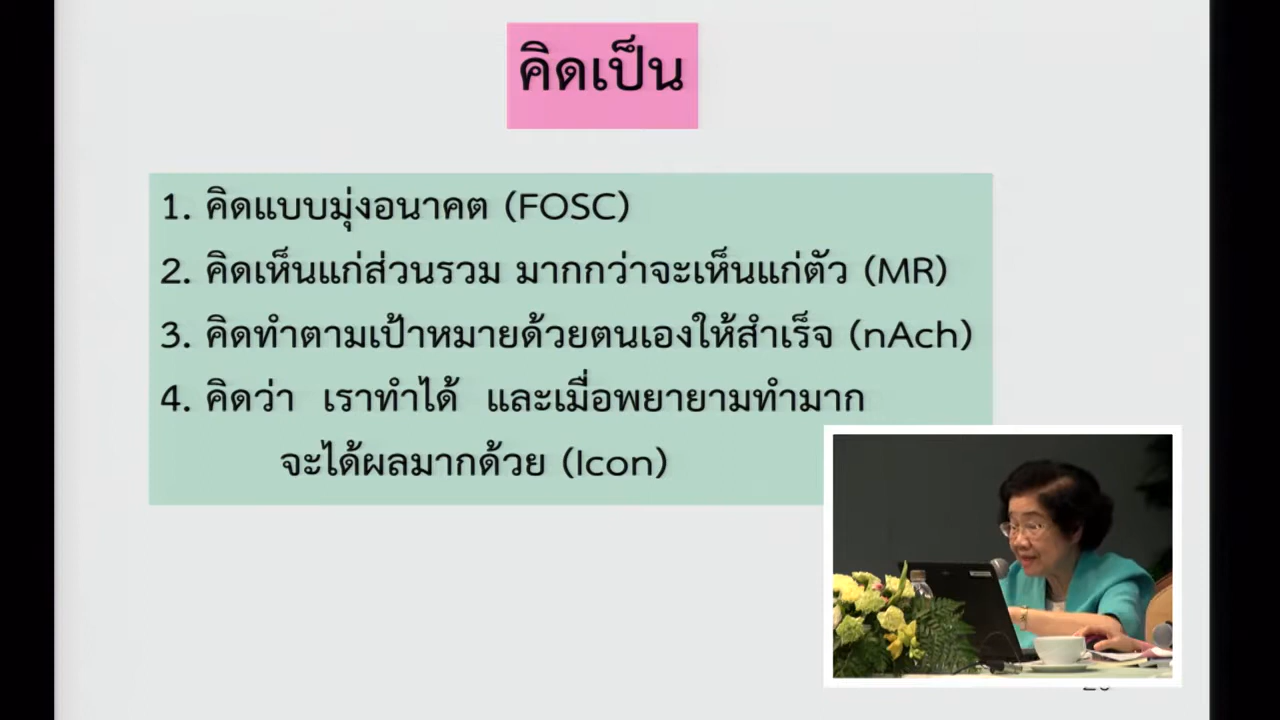 คิดเป็น
1. คิดแบบมุ่งอนาคต (FOSC)
2. คิดเห็นแก่ส่วนรวม มากกว่าจะเห็นแก่ตัว (MR)
3. คิดทำตามเป้าหมายด้วยตนเองให้สำเร็จ (nAch)
4. คิดว่า เราทำได้ และเมื่อพยายามทำมาก
จะได้ผลมากด้วย (Icon)